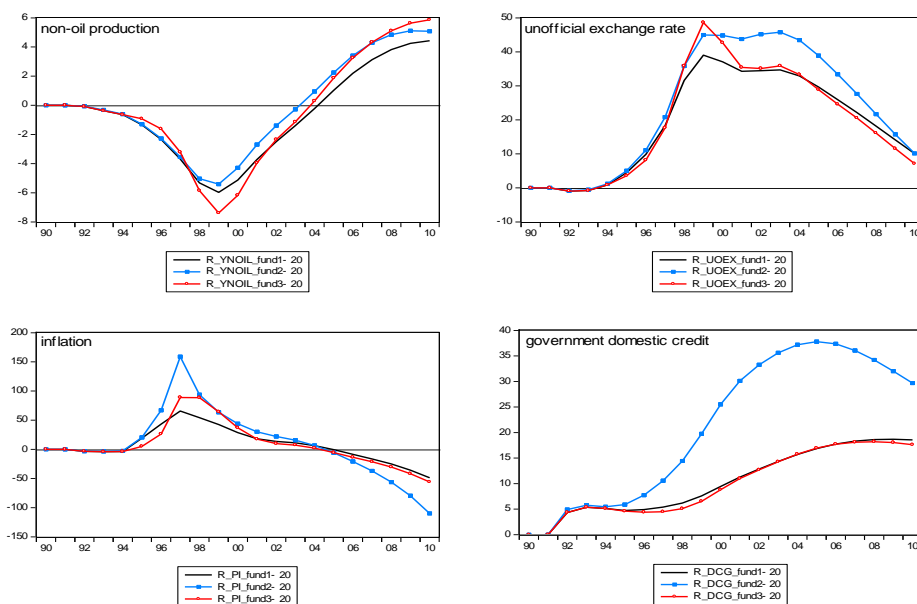 non-oil production
6
4
2
0
-2
-4
-6
-8
90 92 94 96 98 00 02 04 06 08 10
R_YNOIL_fund1- 20
R_YNOIL_fund2- 20
R_YNOIL_fund3- 20
unofficial exchange rate
50
40
30
20
10
0
-10
90 92 94 96 98 00 02 04 06 08 10
R_UOEX_fund1- 20
R_UOEX_fund2- 20
R_UOEX_fund3- 20
inflation
200
150
100
50
0
-50
-100
-150
90 92 94 96 98 00 02 04 06 08 10
R_PI_fund1- 20
R_PI_fund2- 20
R_PI_fund3- 20
government domestic credit
40
35
30
25
20
15
10
5
0
90 92 94 96 98 00 02 04 06 08 10
R_DCG_fund1- 20
R_DCG_fund2- 20
R_DCG_fund3- 20